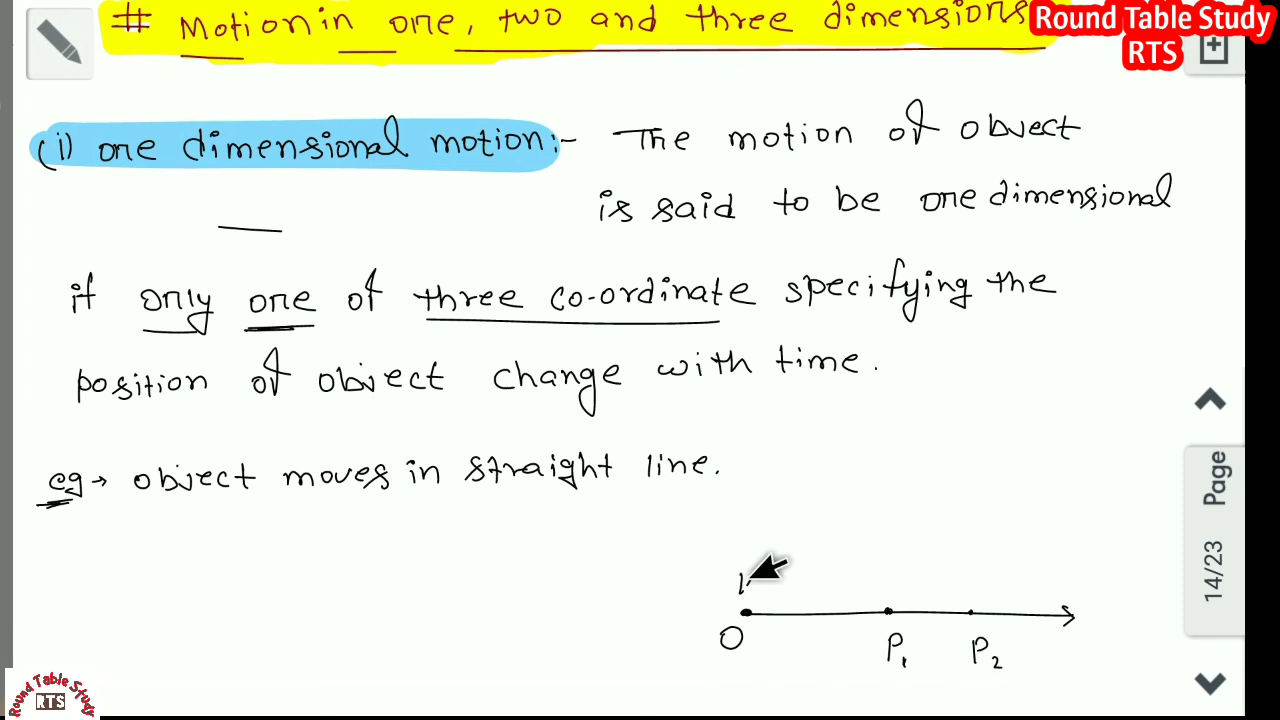 # Motion in one, two and three dimensions
Round Table Study
RTS
(i) one dimensional motion:- The motion of object
is said to be one dimensional
if only one of three co-ordinate specifying the
position of object change with time.
eg → object moves in straight line.
O
P1 P2
Page
14/23
Round Table Study
RTS